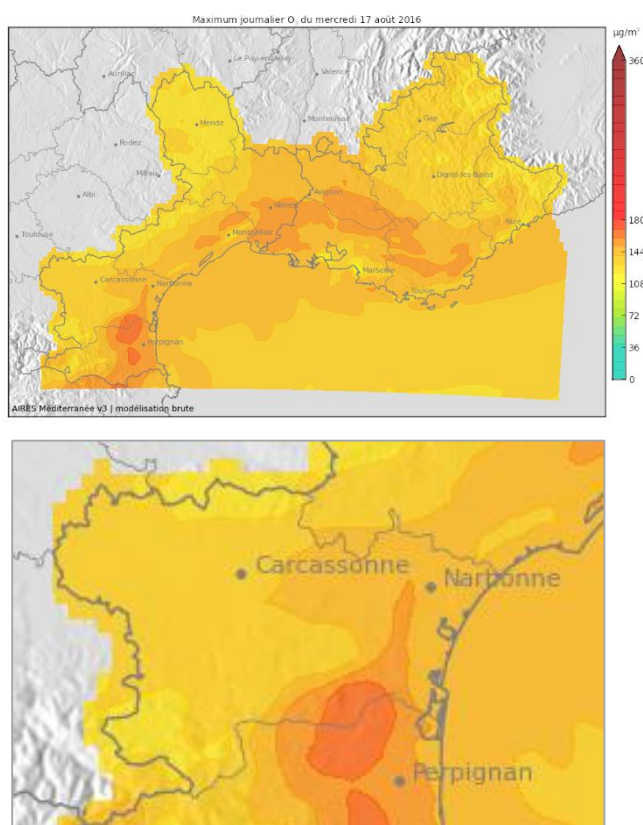 Maximum journalier O₃ du mercredi 17 août 2016
µg/m³
360
Le Puy-en-Velay
Aurillac
Valence
Montélimar
Gap
Mende
Rodez
Millau
Digne-les-Bains
Albi
Avignon
Nîmes
180
Nice
Toulouse
Montpellier
144
Marseille
Carcassonne
Narbonne
108
Toulon
72
Perpignan
36
0
AIRES Méditerranée v3 | modélisation brute
Carcassonne
Narbonne
Perpignan